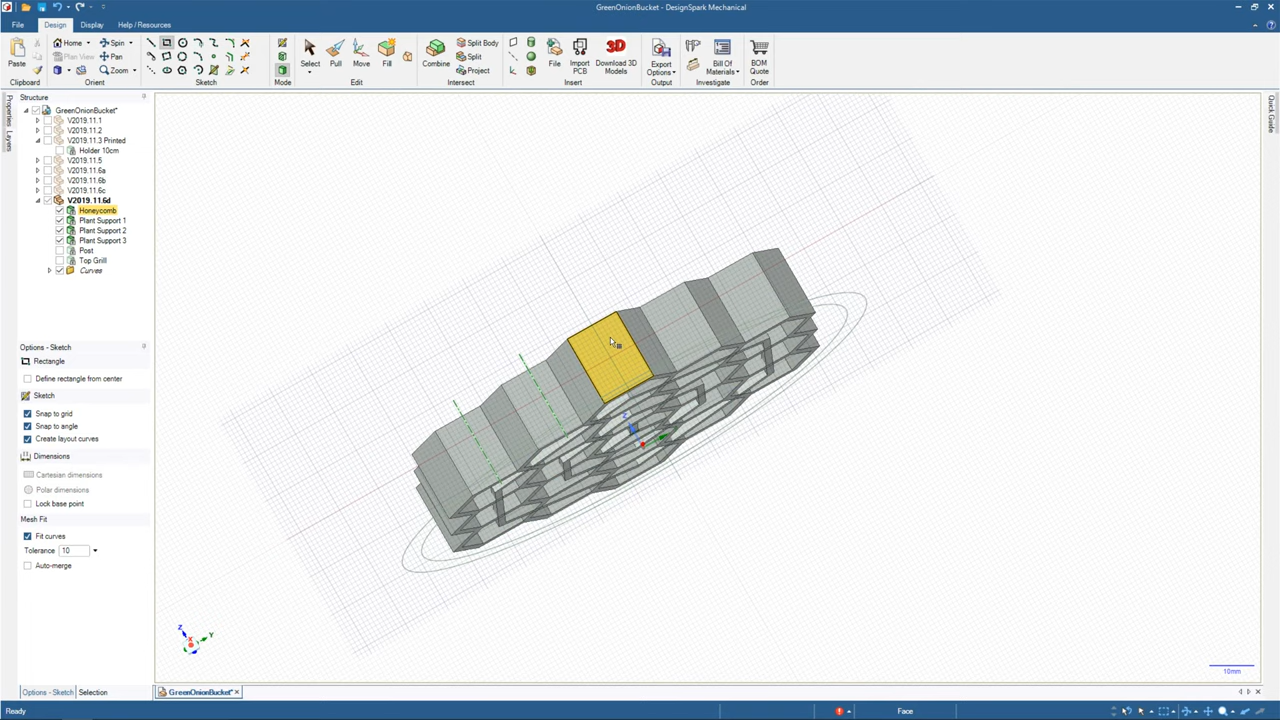 GreenOnionBucket - DesignSpark Mechanical
File Design Display Help / Resources
Paste Home Spin Select Pull Move Fill Combine Split Body File Import PCB Download 3D Models Export Options Bill Of Materials BOM Quote
Plan View Pan Split
Zoom Project
Clipboard Orient Sketch Mode Edit Intersect Insert Output Investigate Order
Structure
GreenOnionBucket*
V2019.11.1
V2019.11.2
V2019.11.3 Printed
Holder 10cm
V2019.11.5
V2019.11.6a
V2019.11.6b
V2019.11.6c
V2019.11.6d
Honeycomb
Plant Support 1
Plant Support 2
Plant Support 3
Post
Top Grill
Curves
Properties
Layers
Quick Guide
Options - Sketch
Rectangle
Define rectangle from center
Sketch
Snap to grid
Snap to angle
Create layout curves
Dimensions
Cartesian dimensions
Polar dimensions
Lock base point
Mesh Fit
Fit curves
Tolerance 10
Auto-merge
Z
Z
X
Y
10mm
Options - Sketch Selection GreenOnionBucket*
Ready Face